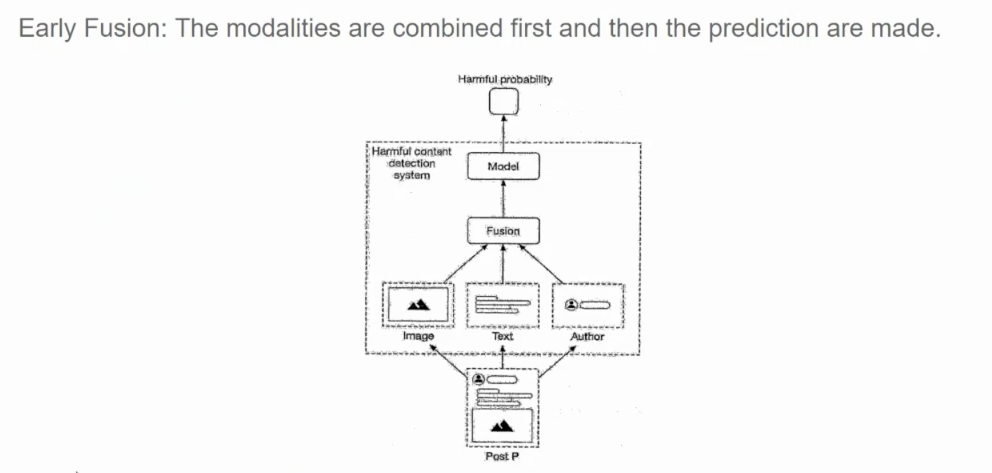 Early Fusion: The modalities are combined first and then the prediction are made.
Harmful probability
Harmful content
detection
system
Model
Fusion
Image
Text
Author
Post P